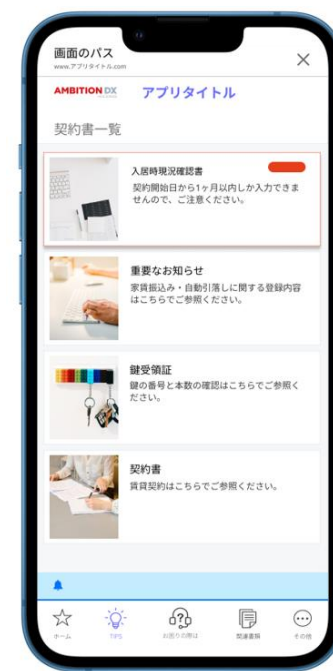 画面のパス
www.アプリタイトル.com
AMBITION DX
アプリタイトル
契約書一覧
入居時現況確認書
契約開始日から1ヶ月以内しか入力できま
せんので、ご注意ください。
重要なお知らせ
家賃振込み・自動引落しに関する登録内容
はこちらでご参照ください。
鍵受領証
鍵の番号と本数の確認はこちらでご参照く
ださい。
契約書
賃貸契約はこちらでご参照ください。
ホーム
TIPS
お困りの際は
関連書類
その他